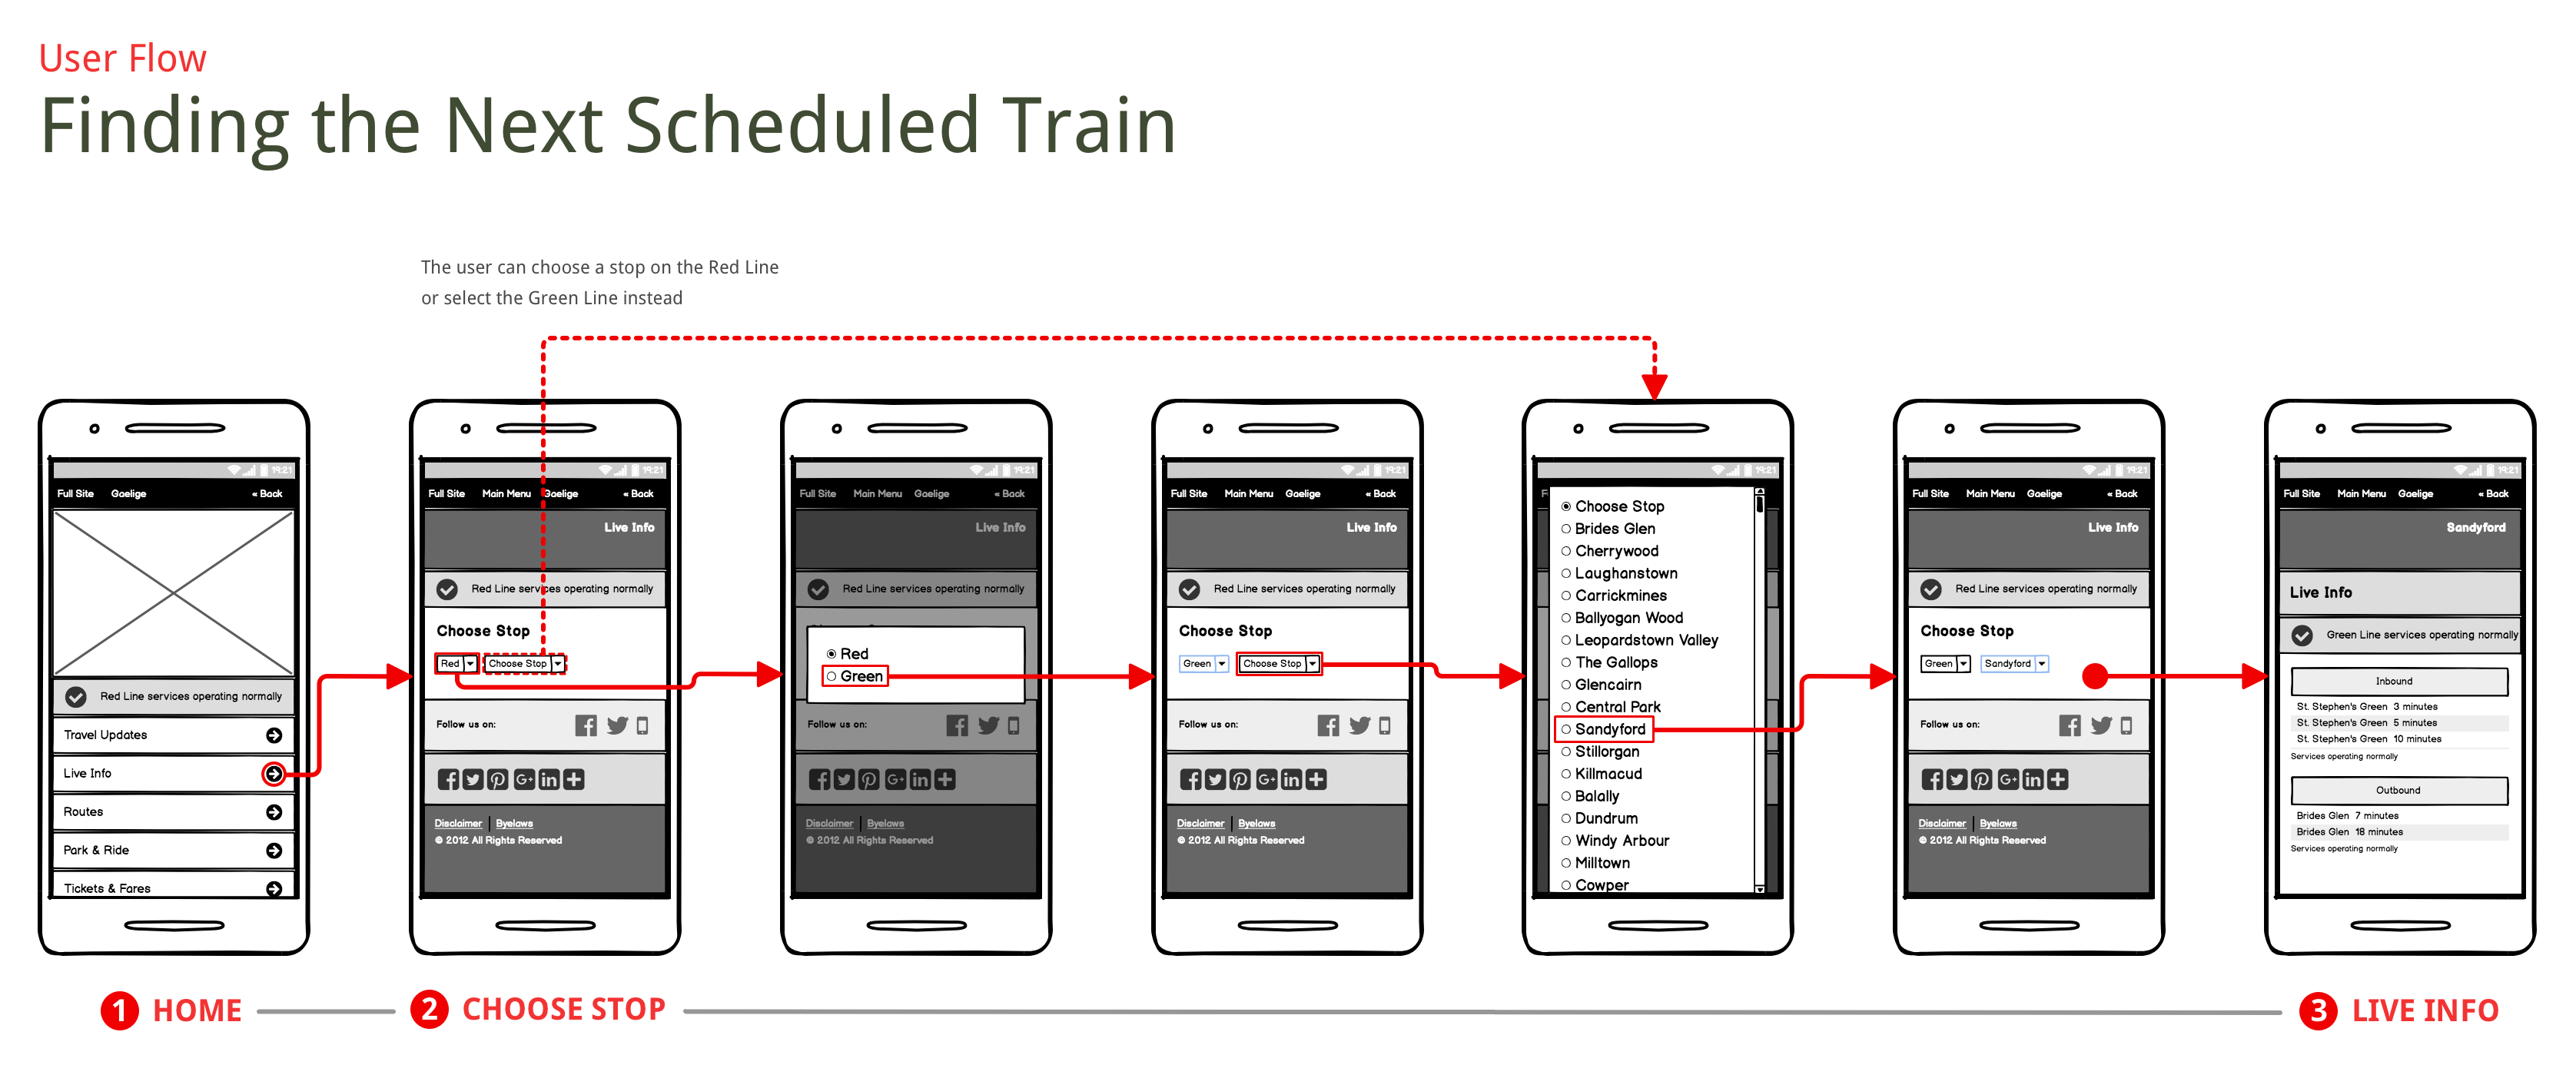 User Flow
Finding the Next Scheduled Train
The user can choose a stop on the Red Line
or select the Green Line instead
19:21
Full Site Gaelige « Back
Red Line services operating normally
Travel Updates
Live Info
Routes
Park & Ride
Tickets & Fares
19:21
Full Site Main Menu Gaelige « Back
Live Info
Red Line services operating normally
Choose Stop
Red Choose Stop
Follow us on:
Disclaimer Byelaws
© 2012 All Rights Reserved
19:21
Full Site Main Menu Gaelige « Back
Live Info
Red Line services operating normally
Red
Green
Follow us on:
Disclaimer Byelaws
© 2012 All Rights Reserved
19:21
Full Site Main Menu Gaelige « Back
Live Info
Red Line services operating normally
Choose Stop
Green Choose Stop
Follow us on:
Disclaimer Byelaws
© 2012 All Rights Reserved
19:21
Choose Stop
Brides Glen
Cherrywood
Laughanstown
Carrickmines
Ballyogan Wood
Leopardstown Valley
The Gallops
Glencairn
Central Park
Sandyford
Stillorgan
Killmacud
Balally
Dundrum
Windy Arbour
Milltown
Cowper
19:21
Full Site Main Menu Gaelige « Back
Live Info
Red Line services operating normally
Choose Stop
Green Sandyford
Follow us on:
Disclaimer Byelaws
© 2012 All Rights Reserved
19:21
Full Site Main Menu Gaelige « Back
Sandyford
Live Info
Green Line services operating normally
Inbound
St. Stephen's Green 3 minutes
St. Stephen's Green 5 minutes
St. Stephen's Green 10 minutes
Services operating normally
Outbound
Brides Glen 7 minutes
Brides Glen 18 minutes
Services operating normally
1 HOME
2 CHOOSE STOP
3 LIVE INFO